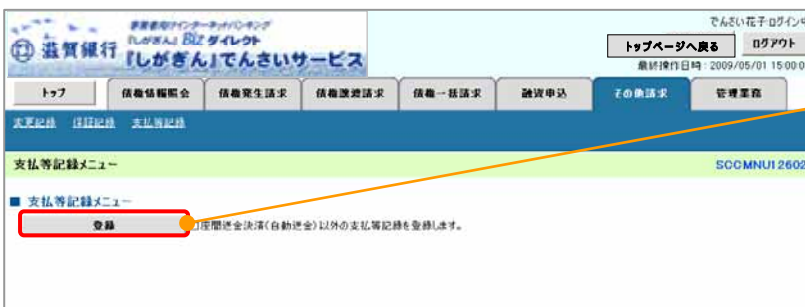 でんさい花子:ログイン中
事業者向けインターネットバンキング
滋賀銀行
『しがぎん』Bizダイレクト
『しがぎん』でんさいサービス
トップページへ戻る ログアウト
最終操作日時:2009/05/01 15:00:0
トップ 債権情報照会 債権発生請求 債権譲渡請求 債権一括請求 融資申込 その他請求 管理業務
変更記録 保証記録 支払等記録
支払等記録メニュー SCCMNU12602
■ 支払等記録メニュー
登録 口座間送金決済(自動送金)以外の支払等記録を登録します。